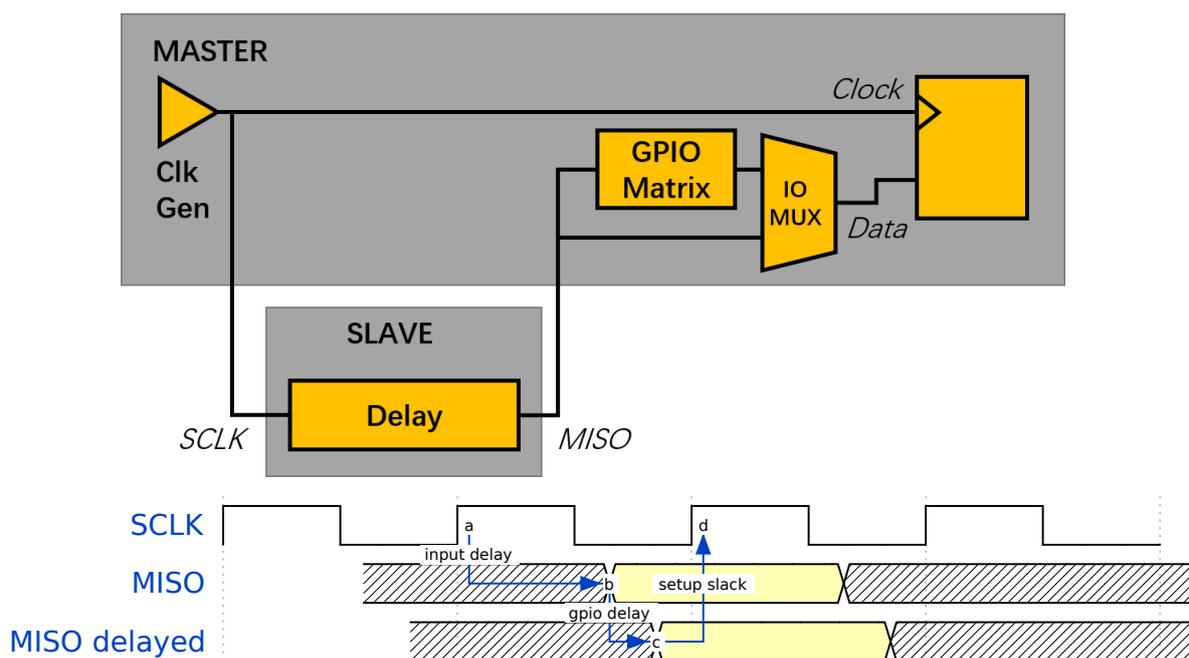 MASTER
Clock
Clk
Gen
GPIO
Matrix
IO
MUX
Data
SLAVE
Delay
SCLK
MISO
SCLK
a
d
input delay
MISO
b
setup slack
gpio delay
MISO delayed
c